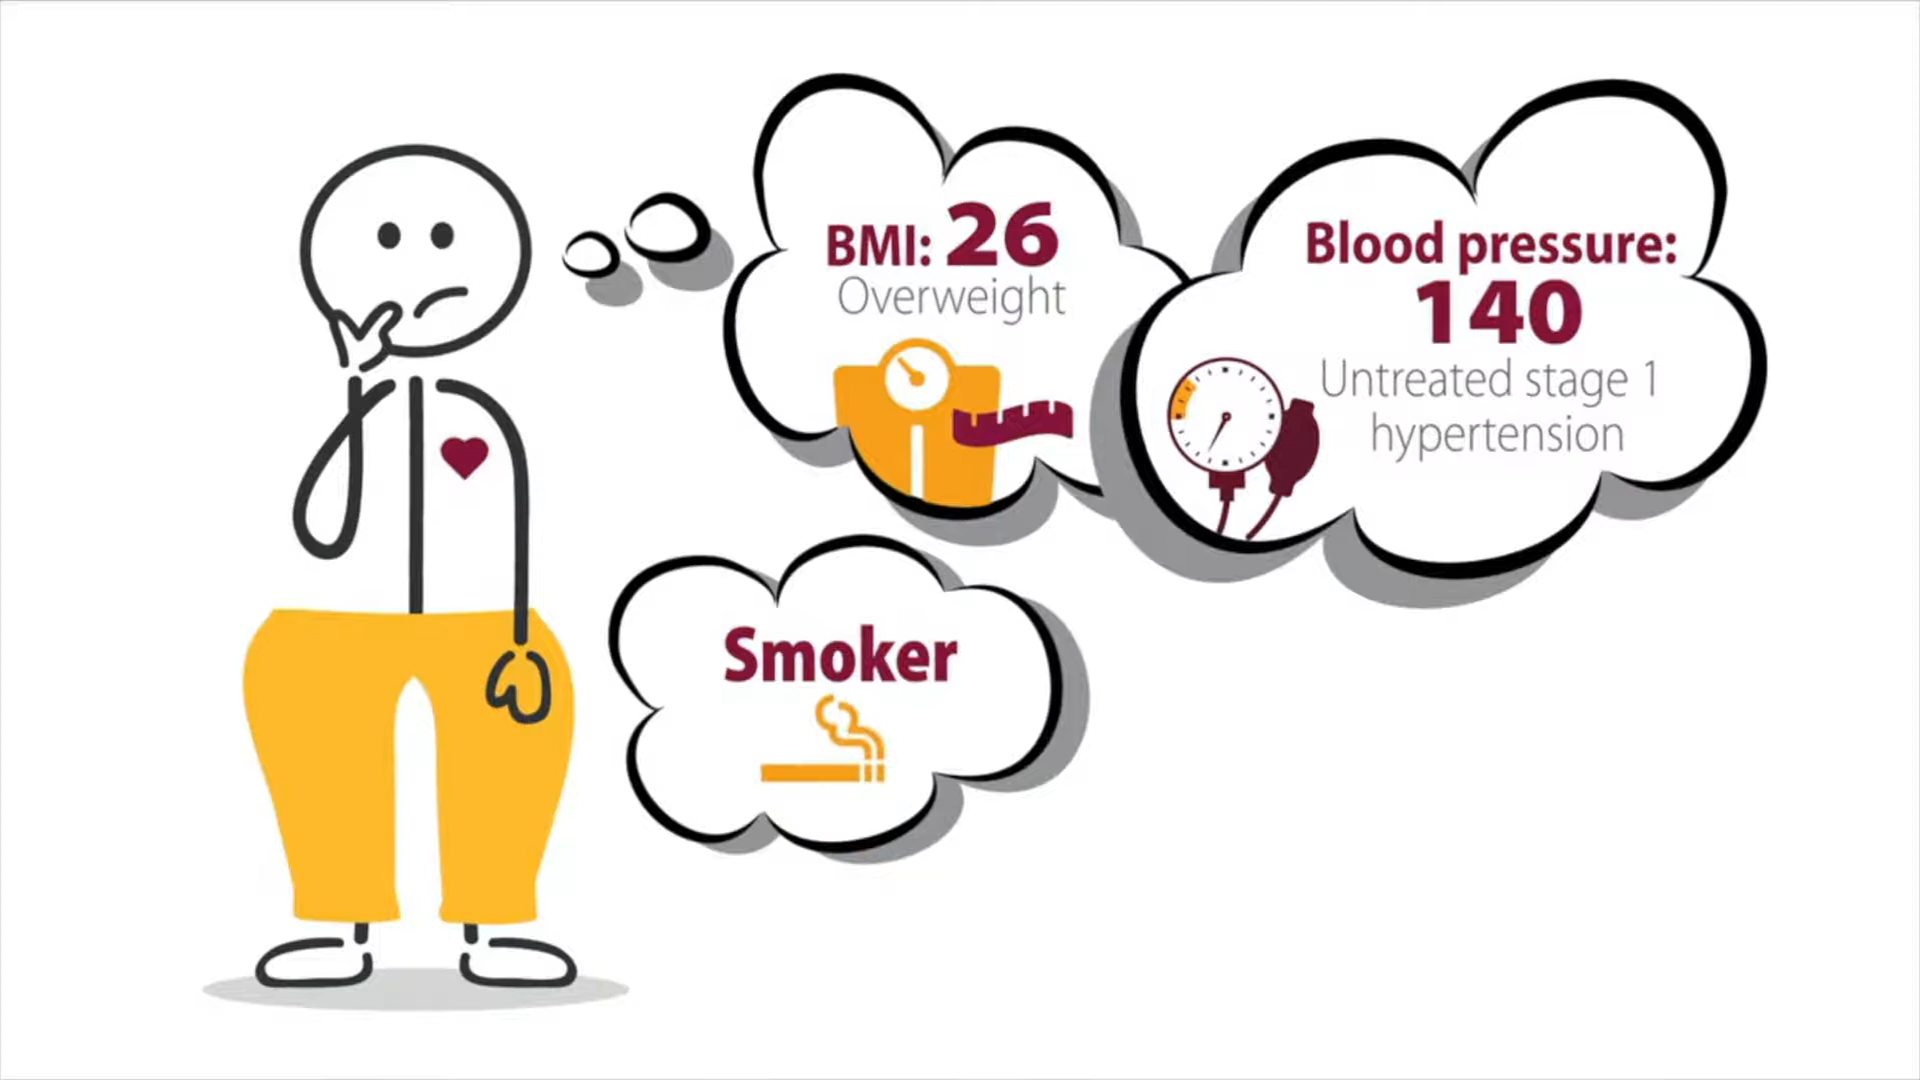 BMI: 26
Overweight
Blood pressure:
140
Untreated stage 1
hypertension
Smoker